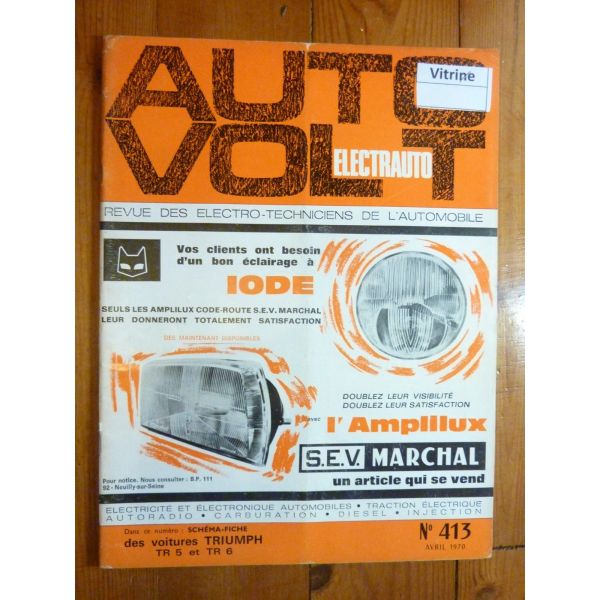 AUTO
Vitrine
VOLT
ELECTRAUTO
REVUE DES ELECTRO-TECHNICIENS DE L'AUTOMOBILE
Vos clients ont besoin
d'un bon éclairage à
IODE
SEULS LES AMPLILUX CODE-ROUTE S.E.V. MARCHAL
LEUR DONNERONT TOTALEMENT SATISFACTION
DES MAINTENANT DISPONIBLES
DOUBLEZ LEUR VISIBILITÉ
DOUBLEZ LEUR SATISFACTION
avec l'Amplilux
S.E.V. MARCHAL
un article qui se vend
Pour notice. Nous consulter : B.P. 111
92 - Neuilly-sur-Seine
ELECTRICITÉ ET ÉLECTRONIQUE AUTOMOBILES • TRACTION ÉLECTRIQUE
AUTORADIO • CARBURATION • DIESEL • INJECTION
Dans ce numéro : SCHÉMA-FICHE
des voitures TRIUMPH
TR 5 et TR 6
N° 413
AVRIL 1970